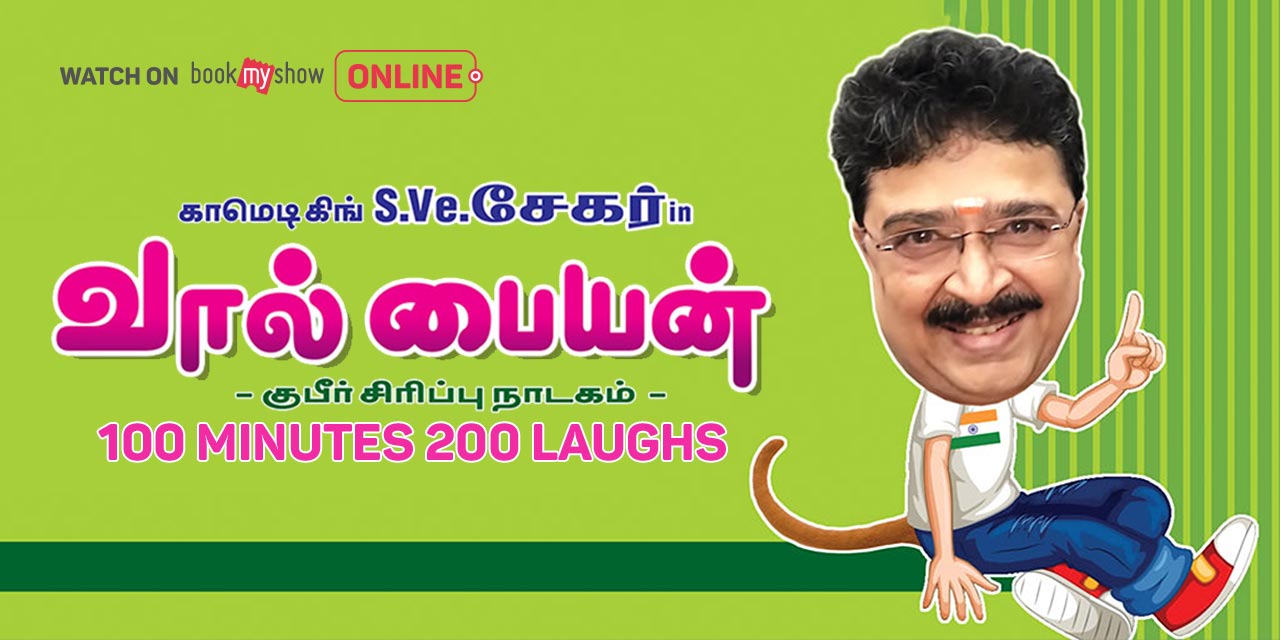 WATCH ON bookmyshow ONLINE
காமெடிகிங் S.Ve.சேகர் in
வால் பையன்
- குபீர் சிரிப்பு நாடகம் -
100 MINUTES 200 LAUGHS